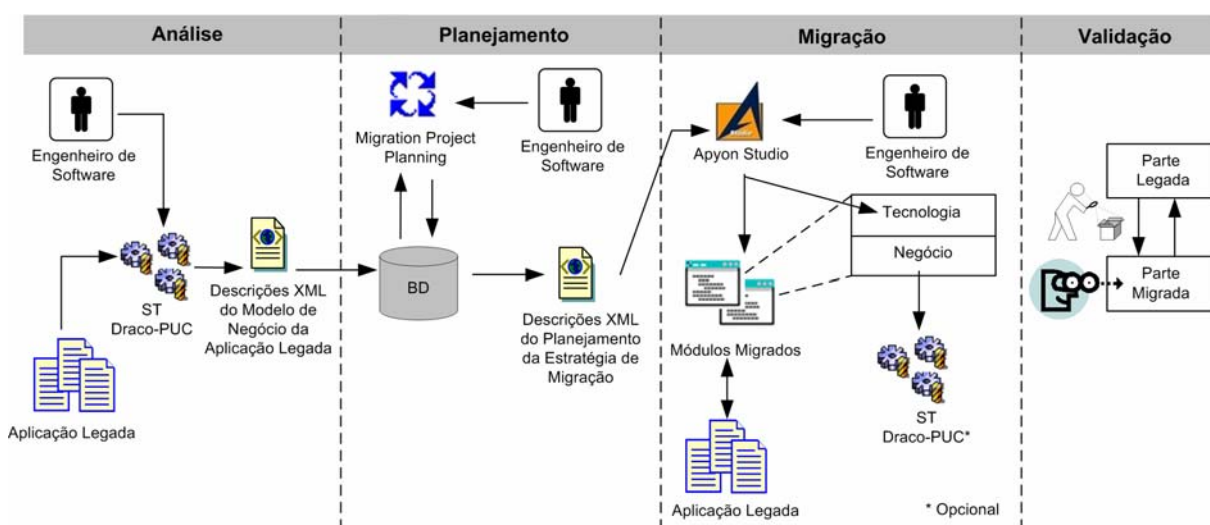 Análise
Planejamento
Migração
Validação
Engenheiro de
Software
ST
Draco-PUC
Descrições XML
do Modelo de
Negócio da
Aplicação Legada
Aplicação Legada
Migration Project
Planning
Engenheiro de
Software
BD
Descrições XML
do Planejamento
da Estratégia de
Migração
Apyon Studio
Engenheiro de
Software
Tecnologia
Negócio
Módulos Migrados
ST
Draco-PUC*
Aplicação Legada
* Opcional
Parte
Legada
Parte
Migrada